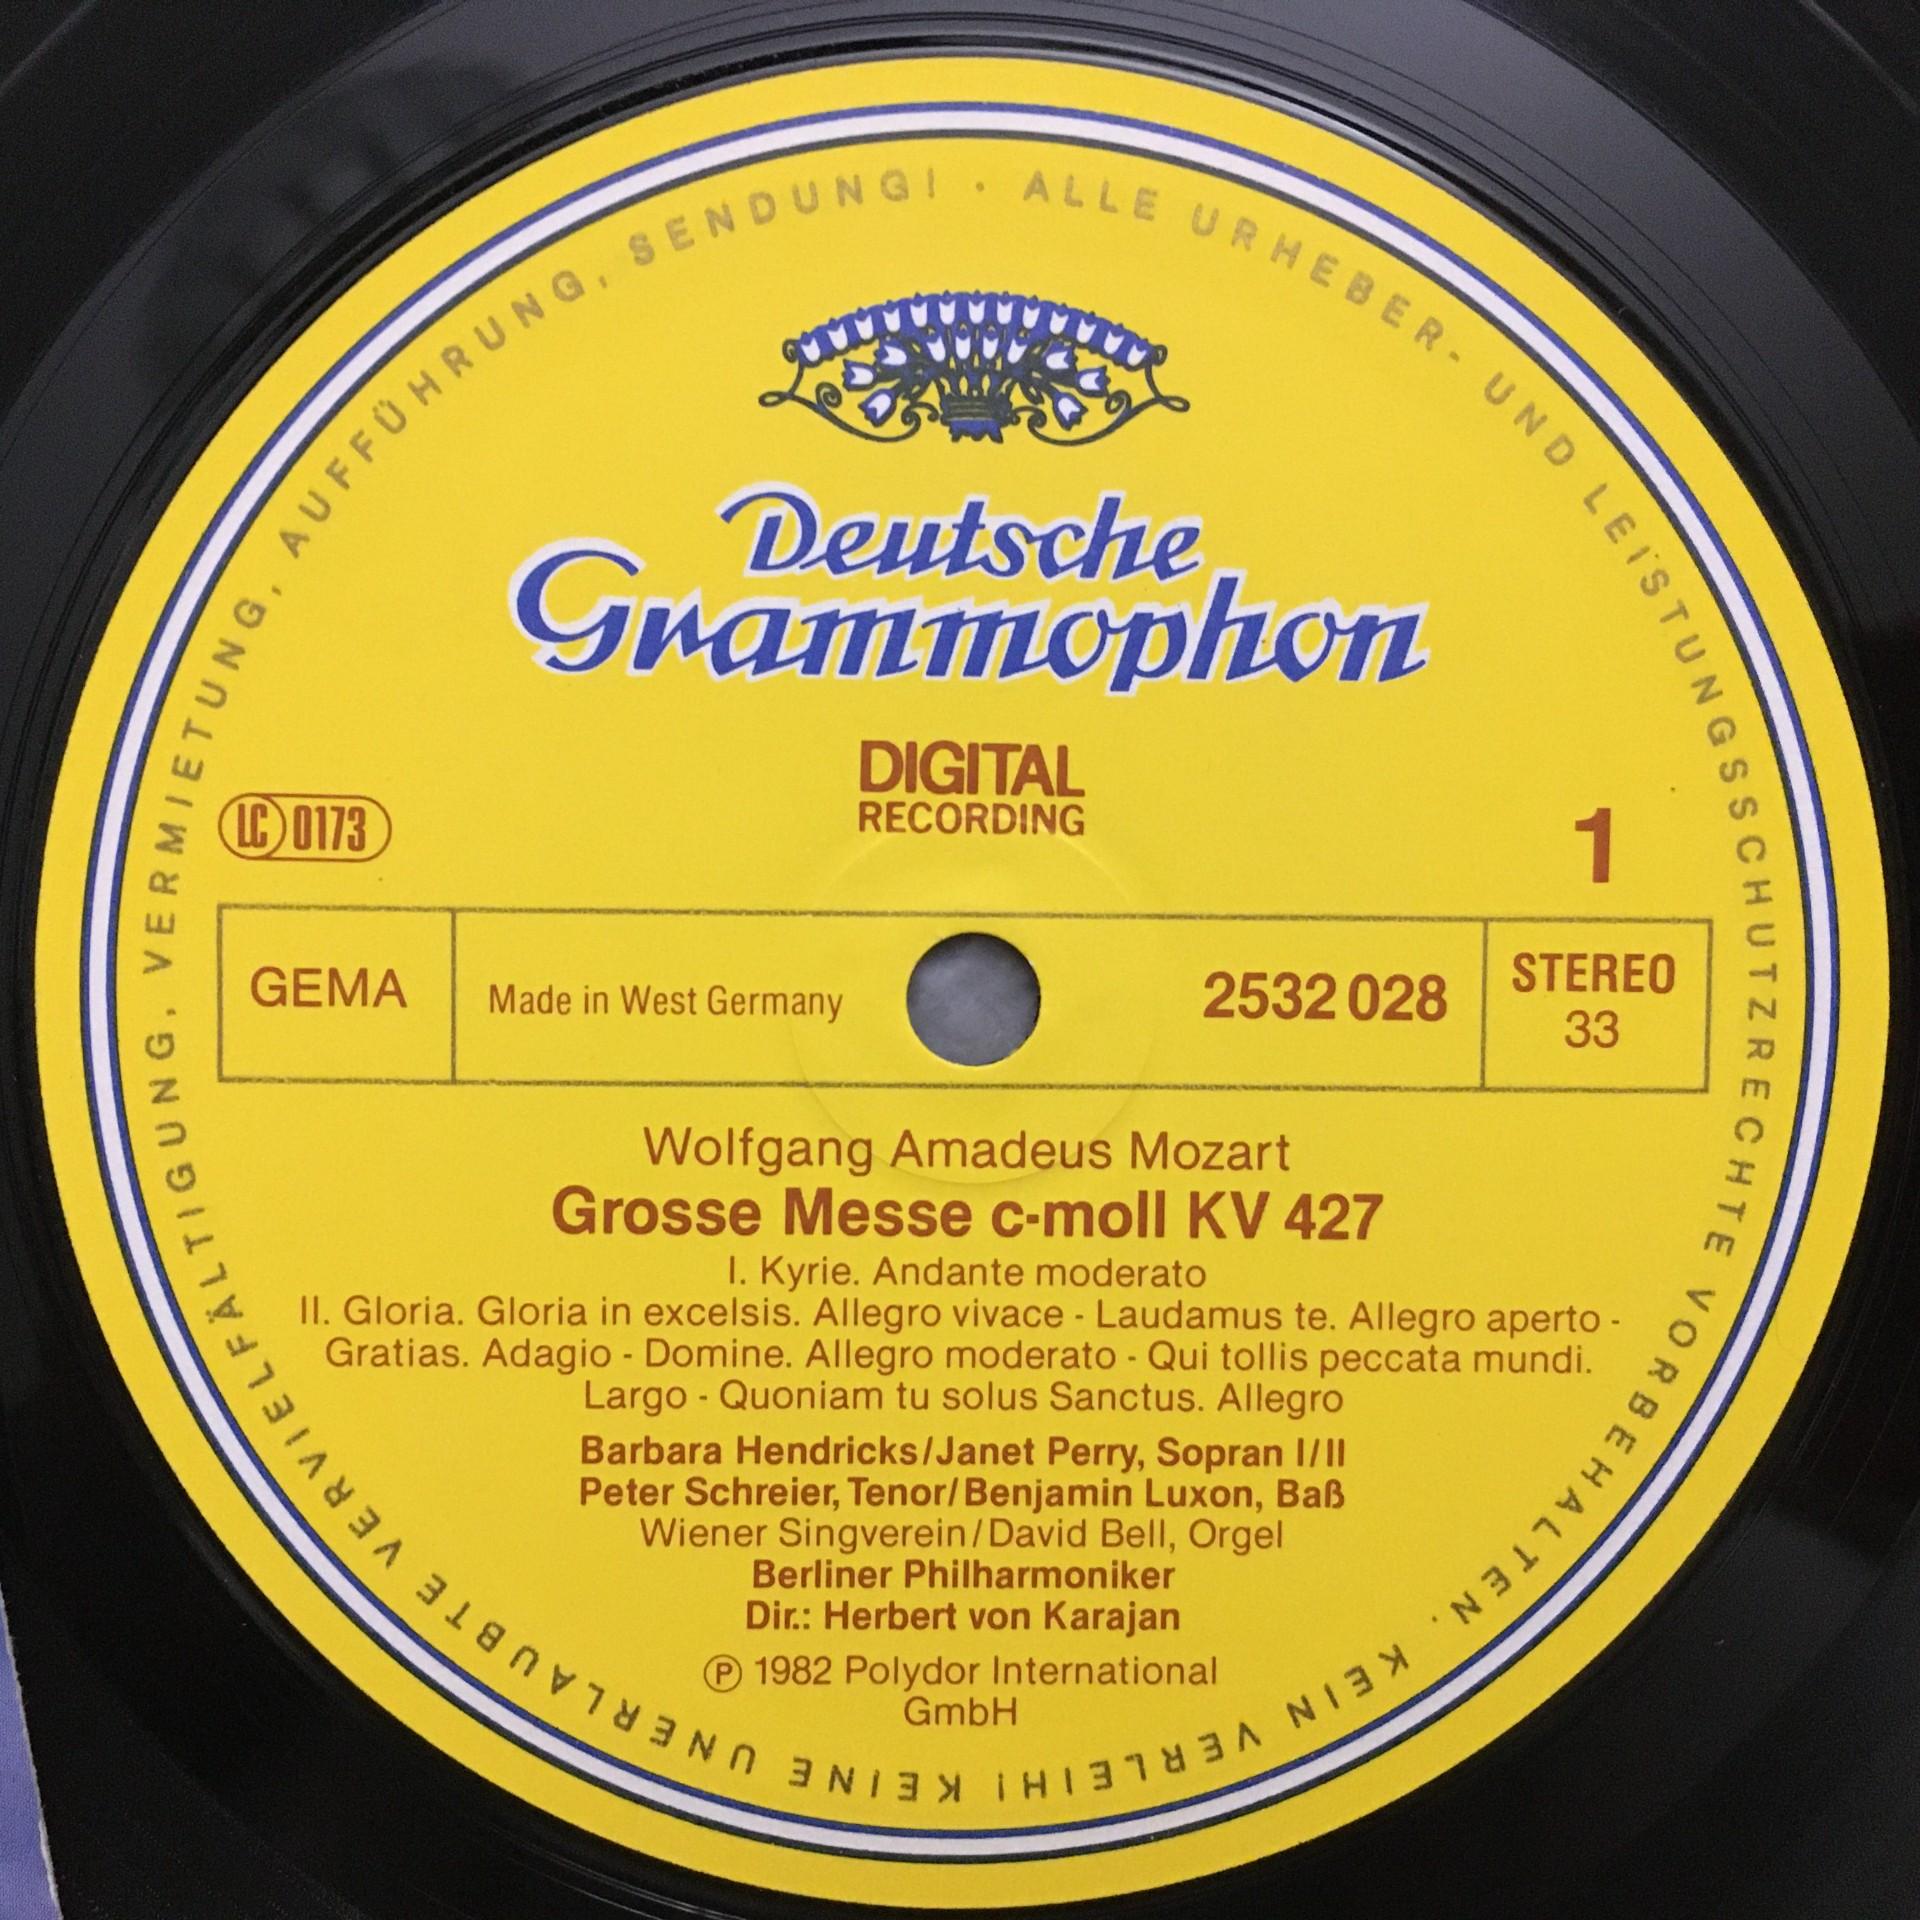 ALLE URHEBER- UND LEISTUNGSSCHUTZRECHTE VORBEHALTEN. KEIN VERLEIH! KEINE UNERLAUBTE VERVIELFÄLTIGUNG, VERMIETUNG, AUFFÜHRUNG, SENDUNG! ·
Deutsche
Grammophon
DIGITAL
RECORDING
LC 0173
1
GEMA
Made in West Germany
2532 028
STEREO
33
Wolfgang Amadeus Mozart
Grosse Messe c-moll KV 427
I. Kyrie. Andante moderato
II. Gloria. Gloria in excelsis. Allegro vivace - Laudamus te. Allegro aperto -
Gratias. Adagio - Domine. Allegro moderato - Qui tollis peccata mundi.
Largo - Quoniam tu solus Sanctus. Allegro
Barbara Hendricks/Janet Perry, Sopran I/II
Peter Schreier, Tenor/Benjamin Luxon, Baß
Wiener Singverein/David Bell, Orgel
Berliner Philharmoniker
Dir.: Herbert von Karajan
℗ 1982 Polydor International
GmbH